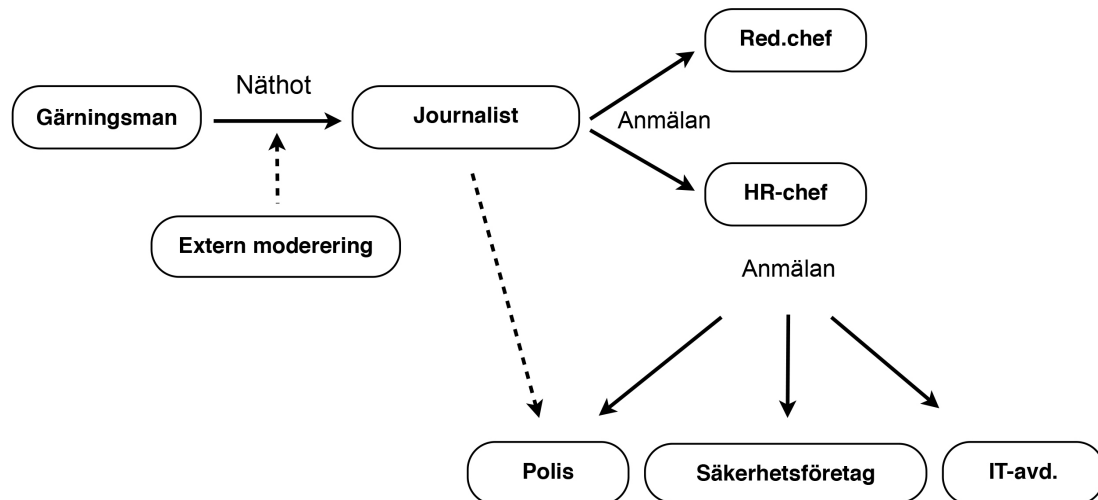 Red.chef
Näthot
Gärningsman
Journalist
Anmälan
HR-chef
Extern moderering
Anmälan
Polis
Säkerhetsföretag
IT-avd.